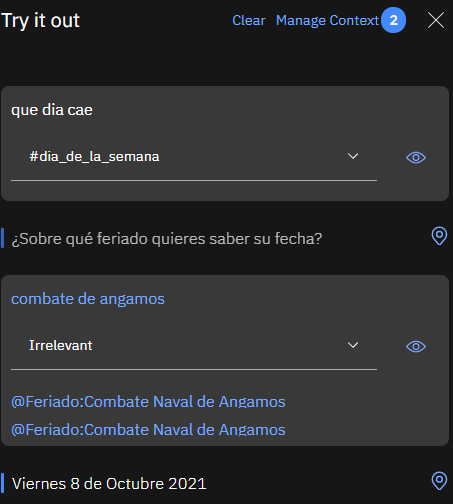 Try it out
Clear Manage Context 2
que dia cae
#dia_de_la_semana
¿Sobre qué feriado quieres saber su fecha?
combate de angamos
Irrelevant
@Feriado:Combate Naval de Angamos
@Feriado:Combate Naval de Angamos
Viernes 8 de Octubre 2021